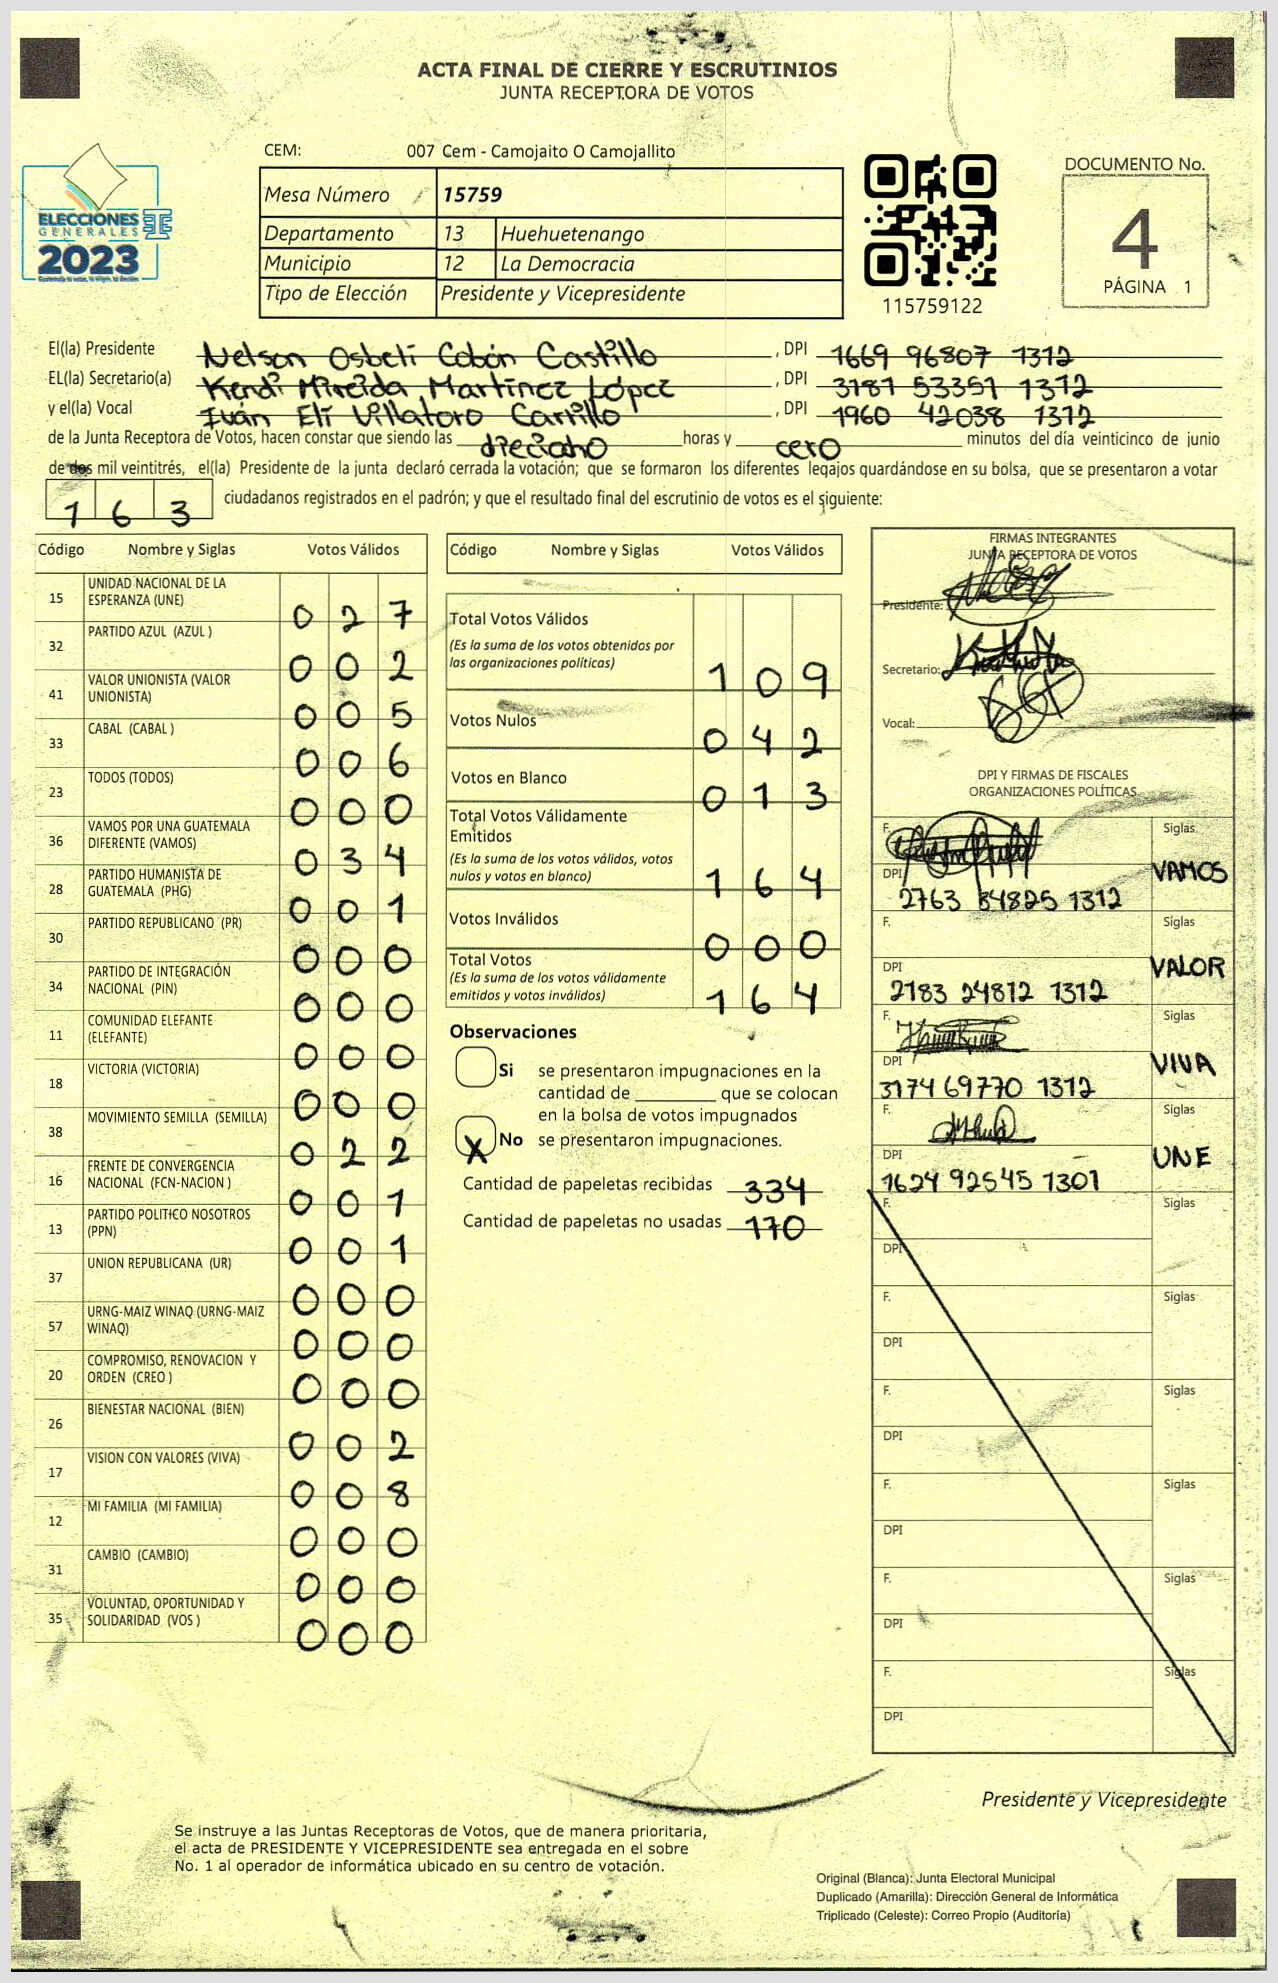 ACTA FINAL DE CIERRE Y ESCRUTINIOS
JUNTA RECEPTORA DE VOTOS
CEM: 007 Cem - Camojaito O Camojallito
Mesa Número 15759
Departamento 13 Huehuetenango
Municipio 12 La Democracia
Tipo de Elección Presidente y Vicepresidente
ELECCIONES
GENERALES
2023
115759122
DOCUMENTO No.
4
PÁGINA 1
El(la) Presidente Nelson Osbeli Cobón Castillo , DPI 1669 96807 1312
EL(la) Secretario(a) Kendi Mireida Martínez López , DPI 3187 53351 1312
y el(la) Vocal Iván Elí Villatoro Carrillo , DPI 1960 42038 1312
de la Junta Receptora de Votos, hacen constar que siendo las dieciocho horas y cero minutos del día veinticinco de junio
de dos mil veintitrés, el(la) Presidente de la junta declaró cerrada la votación; que se formaron los diferentes legajos quardándose en su bolsa, que se presentaron a votar
163 ciudadanos registrados en el padrón; y que el resultado final del escrutinio de votos es el siguiente:
Código Nombre y Siglas Votos Válidos
15 UNIDAD NACIONAL DE LA ESPERANZA (UNE) 0 2 7
32 PARTIDO AZUL (AZUL ) 0 0 2
41 VALOR UNIONISTA (VALOR UNIONISTA) 0 0 5
33 CABAL (CABAL ) 0 0 6
23 TODOS (TODOS) 0 0 0
36 VAMOS POR UNA GUATEMALA DIFERENTE (VAMOS) 0 3 4
28 PARTIDO HUMANISTA DE GUATEMALA (PHG) 0 0 1
30 PARTIDO REPUBLICANO (PR) 0 0 0
34 PARTIDO DE INTEGRACIÓN NACIONAL (PIN) 0 0 0
11 COMUNIDAD ELEFANTE (ELEFANTE) 0 0 0
18 VICTORIA (VICTORIA) 0 0 0
38 MOVIMIENTO SEMILLA (SEMILLA) 0 2 2
16 FRENTE DE CONVERGENCIA NACIONAL (FCN-NACION ) 0 0 1
13 PARTIDO POLITICO NOSOTROS (PPN) 0 0 1
37 UNION REPUBLICANA (UR) 0 0 0
57 URNG-MAIZ WINAQ (URNG-MAIZ WINAQ) 0 0 0
20 COMPROMISO, RENOVACION Y ORDEN (CREO ) 0 0 0
26 BIENESTAR NACIONAL (BIEN) 0 0 2
17 VISION CON VALORES (VIVA) 0 0 8
12 MI FAMILIA (MI FAMILIA) 0 0 0
31 CAMBIO (CAMBIO) 0 0 0
35 VOLUNTAD, OPORTUNIDAD Y SOLIDARIDAD (VOS ) 0 0 0
Código Nombre y Siglas Votos Válidos
Total Votos Válidos
(Es la suma de los votos obtenidos por
las organizaciones políticas) 1 0 9
Votos Nulos 0 4 2
Votos en Blanco 0 1 3
Total Votos Válidamente
Emitidos
(Es la suma de los votos válidos, votos
nulos y votos en blanco) 1 6 4
Votos Inválidos 0 0 0
Total Votos
(Es la suma de los votos válidamente
emitidos y votos inválidos) 1 6 4
Observaciones
Si se presentaron impugnaciones en la
cantidad de ________ que se colocan
en la bolsa de votos impugnados
X No se presentaron impugnaciones.
Cantidad de papeletas recibidas 334
Cantidad de papeletas no usadas 170
FIRMAS INTEGRANTES
JUNTA RECEPTORA DE VOTOS
Presidente:
Secretario:
Vocal:
DPI Y FIRMAS DE FISCALES
ORGANIZACIONES POLÍTICAS
F. Siglas
VAMOS
DPI 2763 84825 1312
F. Siglas
VALOR
DPI 2183 24812 1312
F. Siglas
VIVA
DPI 3174 69770 1312
F. Siglas
UNE
DPI 1624 92545 1301
F. Siglas
DPI
F. Siglas
DPI
F. Siglas
DPI
F. Siglas
DPI
F. Siglas
DPI
F. Siglas
DPI
Presidente y Vicepresidente
Se instruye a las Juntas Receptoras de Votos, que de manera prioritaria,
el acta de PRESIDENTE Y VICEPRESIDENTE sea entregada en el sobre
No. 1 al operador de informática ubicado en su centro de votación.
Original (Blanca): Junta Electoral Municipal
Duplicado (Amarilla): Dirección General de Informática
Triplicado (Celeste): Correo Propio (Auditoría)